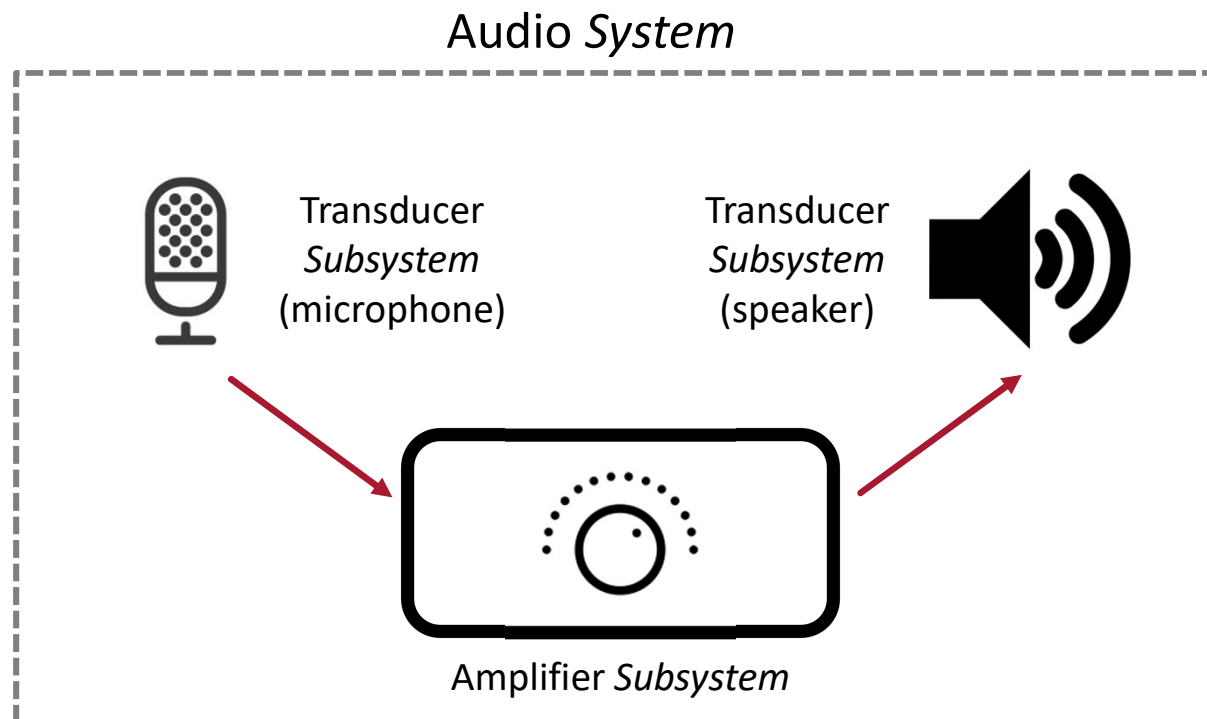 Audio System
Transducer
Subsystem
(microphone)
Transducer
Subsystem
(speaker)
Amplifier Subsystem